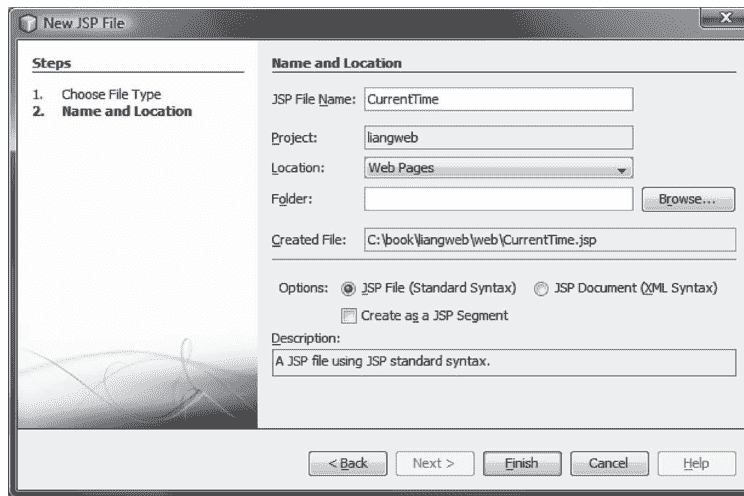 New JSP File
Steps
1. Choose File Type
2. Name and Location
Name and Location
JSP File Name: CurrentTime
Project: liangweb
Location: Web Pages
Folder:
Browse...
Created File: C:\book\liangweb\web\CurrentTime.jsp
Options: JSP File (Standard Syntax) JSP Document (XML Syntax)
Create as a JSP Segment
Description:
A JSP file using JSP standard syntax.
< Back Next > Finish Cancel Help